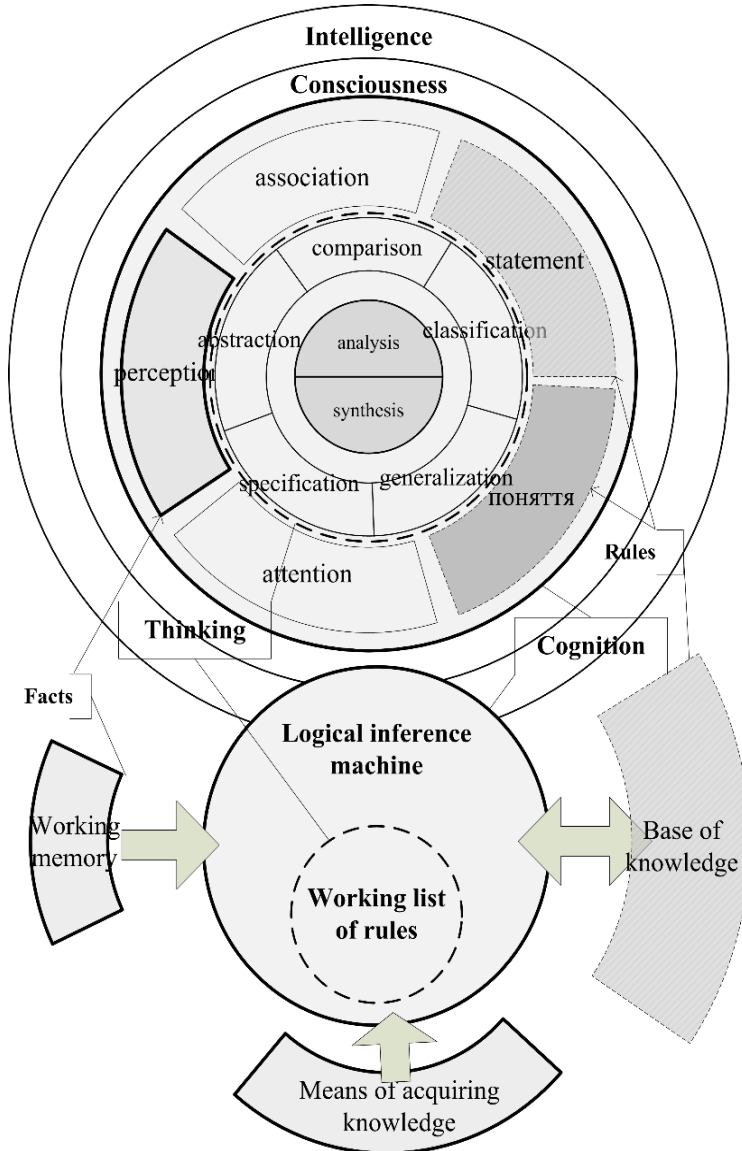 Intelligence
Consciousness
association
statement
comparison
abstraction
classification
analysis
perception
synthesis
specification
generalization
поняття
attention
Rules
Thinking
Cognition
Facts
Logical inference
machine
Working
memory
Base of
knowledge
Working list
of rules
Means of acquiring
knowledge